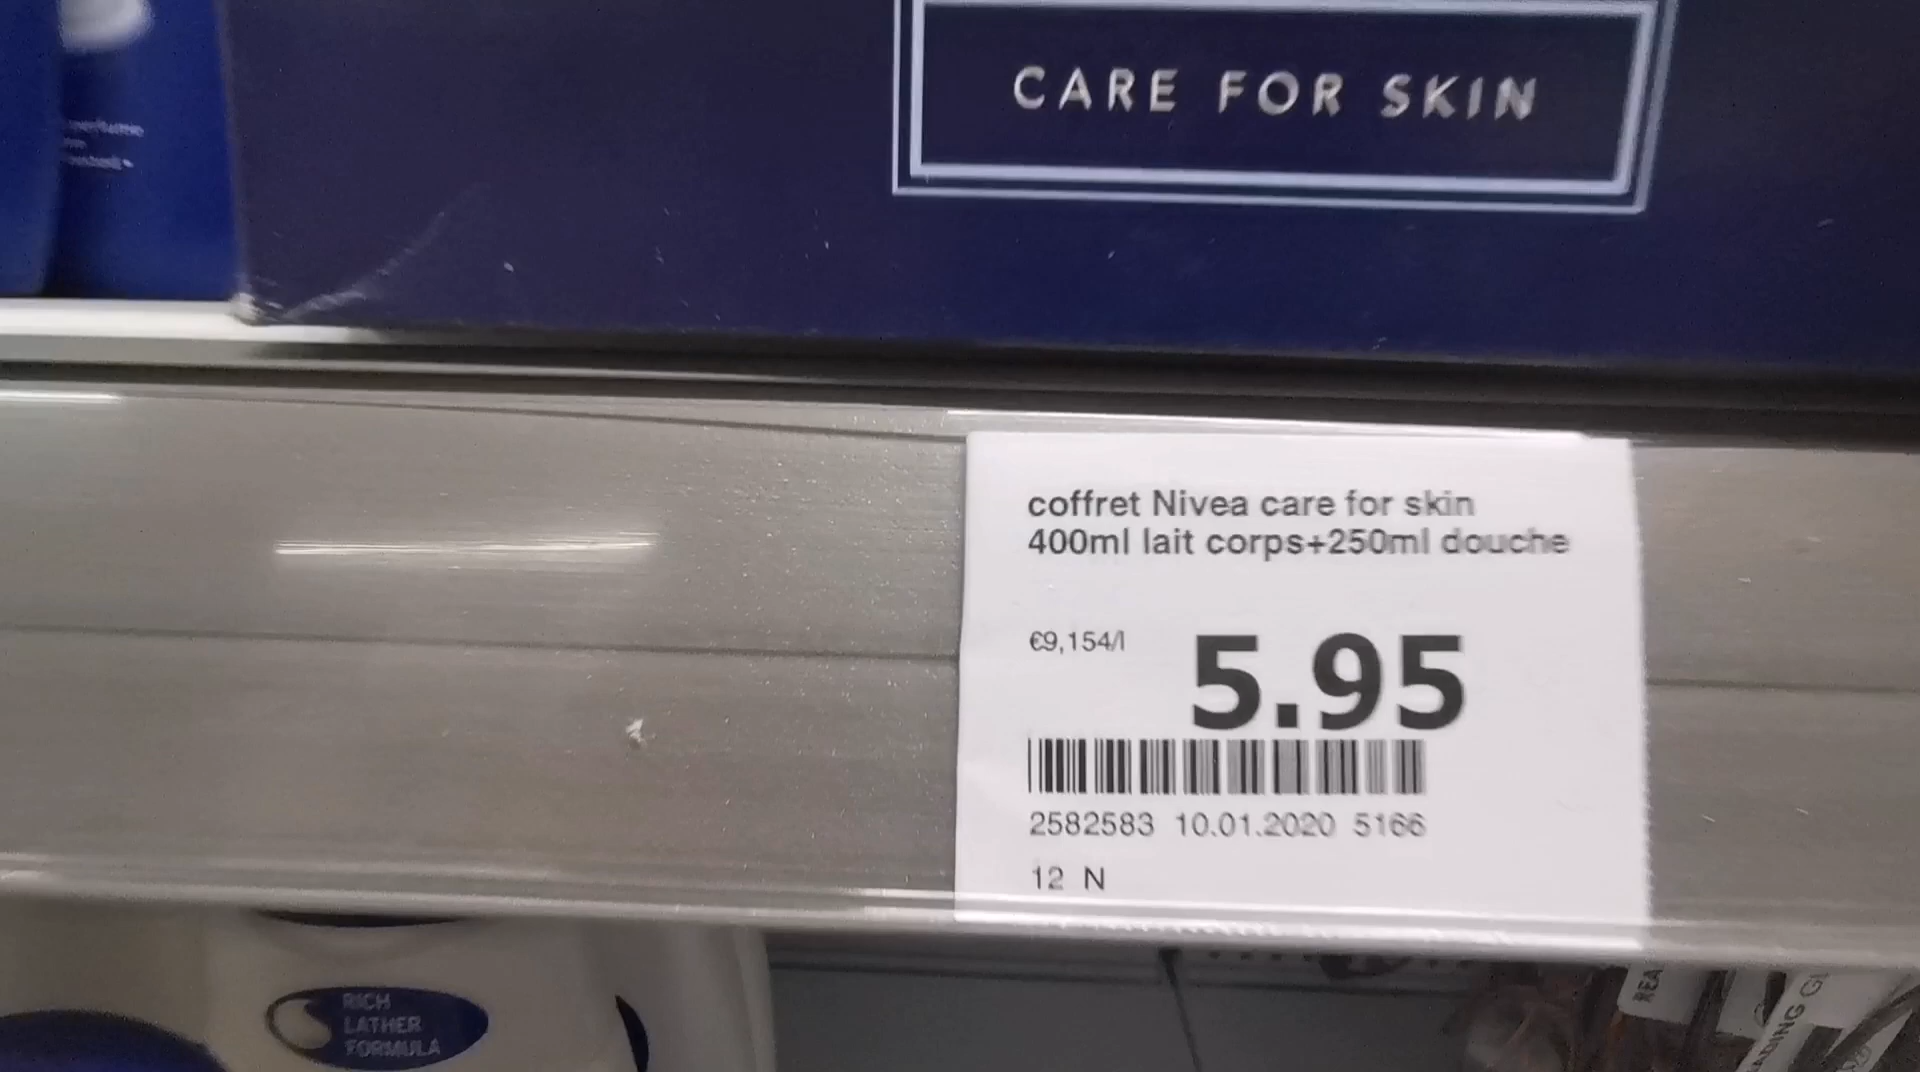 CARE FOR SKIN
coffret Nivea care for skin
400ml lait corps+250ml douche
€9,154/l
5.95
2582583 10.01.2020 5166
12 N
RICH
LATHER
FORMULA